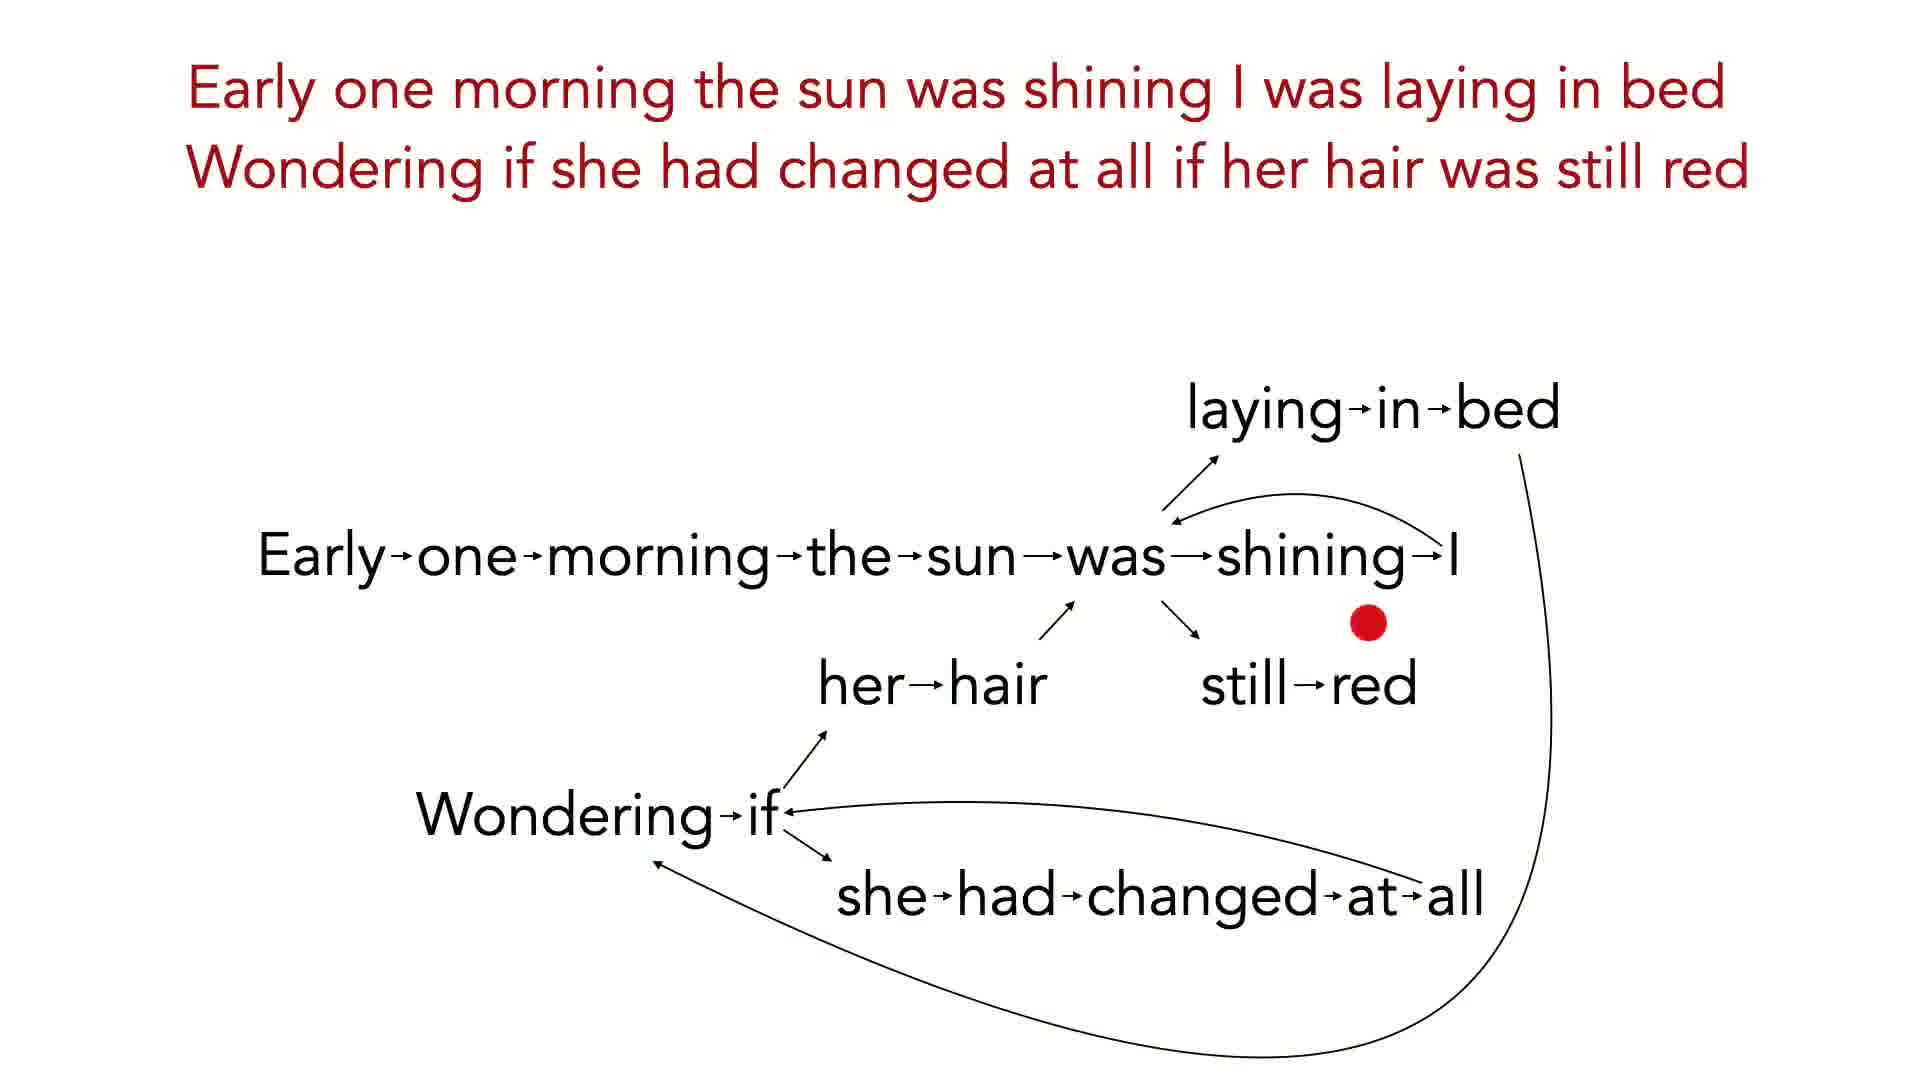 Early one morning the sun was shining I was laying in bed
Wondering if she had changed at all if her hair was still red
laying→in→bed
Early→one→morning→the→sun→was→shining→I
her→hair still→red
Wondering→if
she→had→changed→at→all